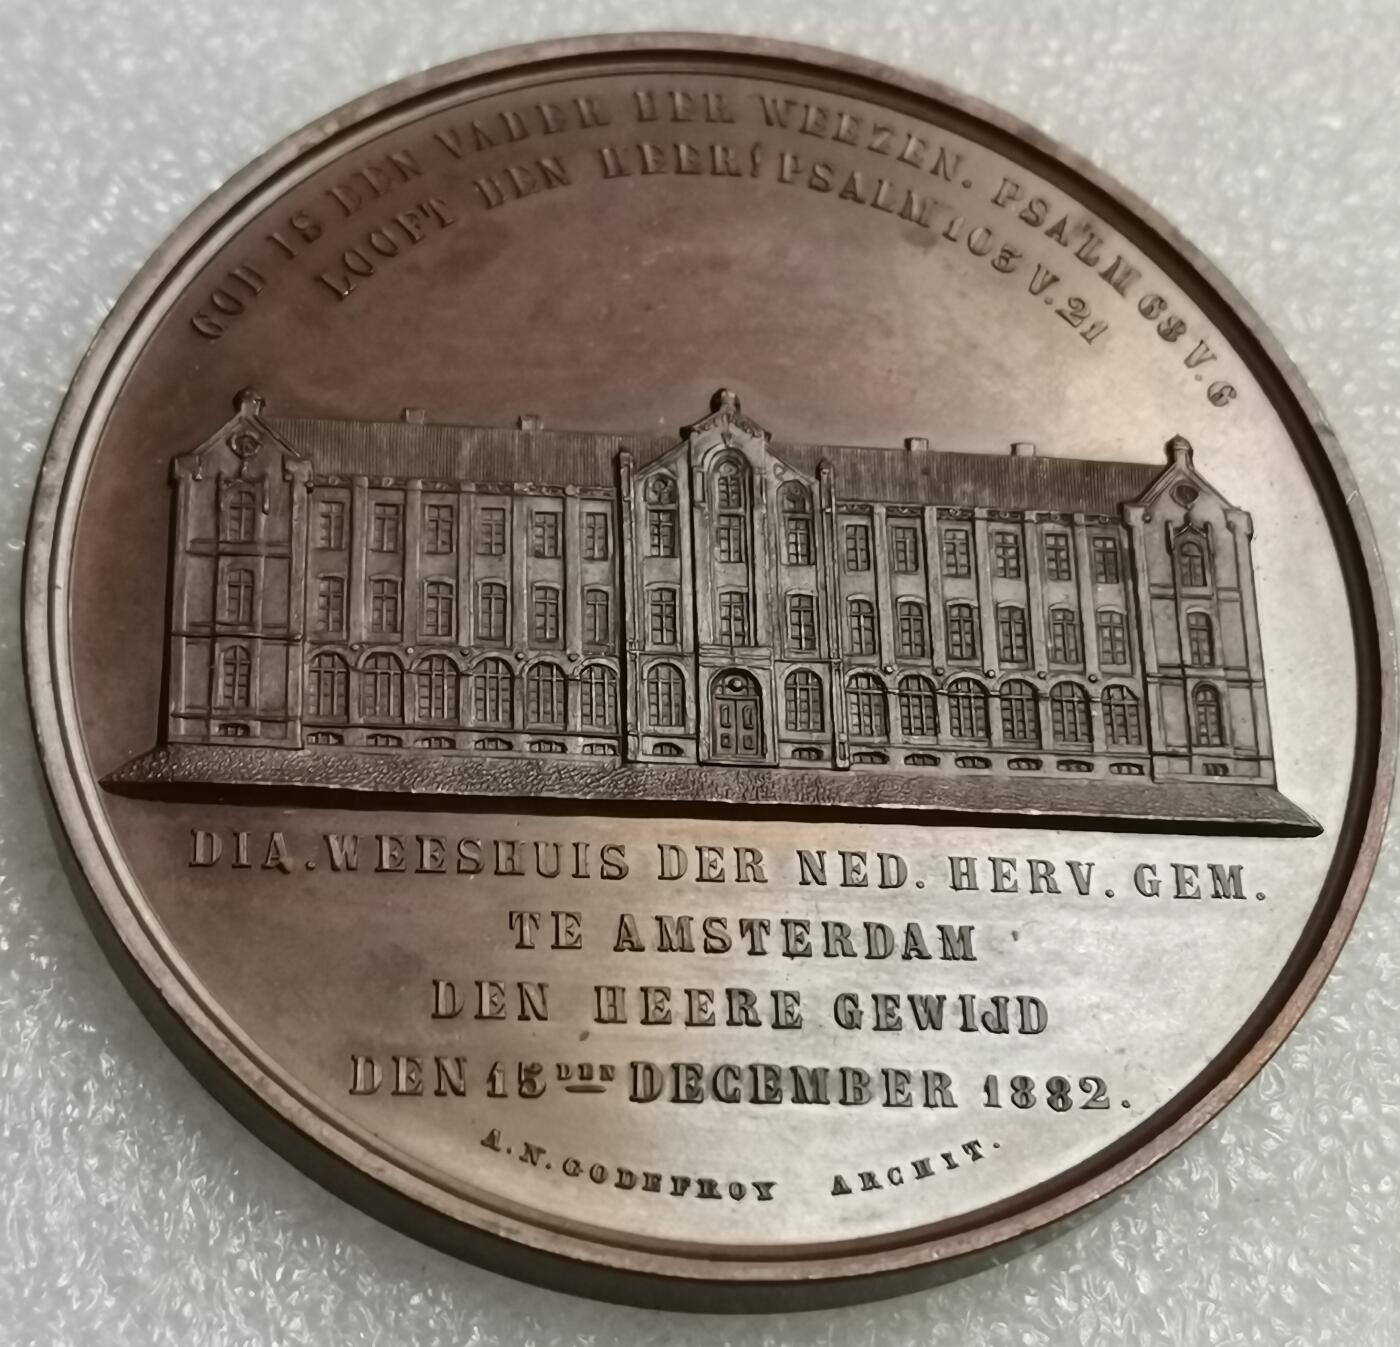 GOD IS EEN VADER DER WEEZEN. PSALM 68 V. 6
LOOFT DEN HEER! PSALM 103 V. 21
DIA. WEESHUIS DER NED. HERV. GEM.
TE AMSTERDAM
DEN HEERE GEWIJD
DEN 15DEN DECEMBER 1882.
A. N. GODEFROY ARCHIT.